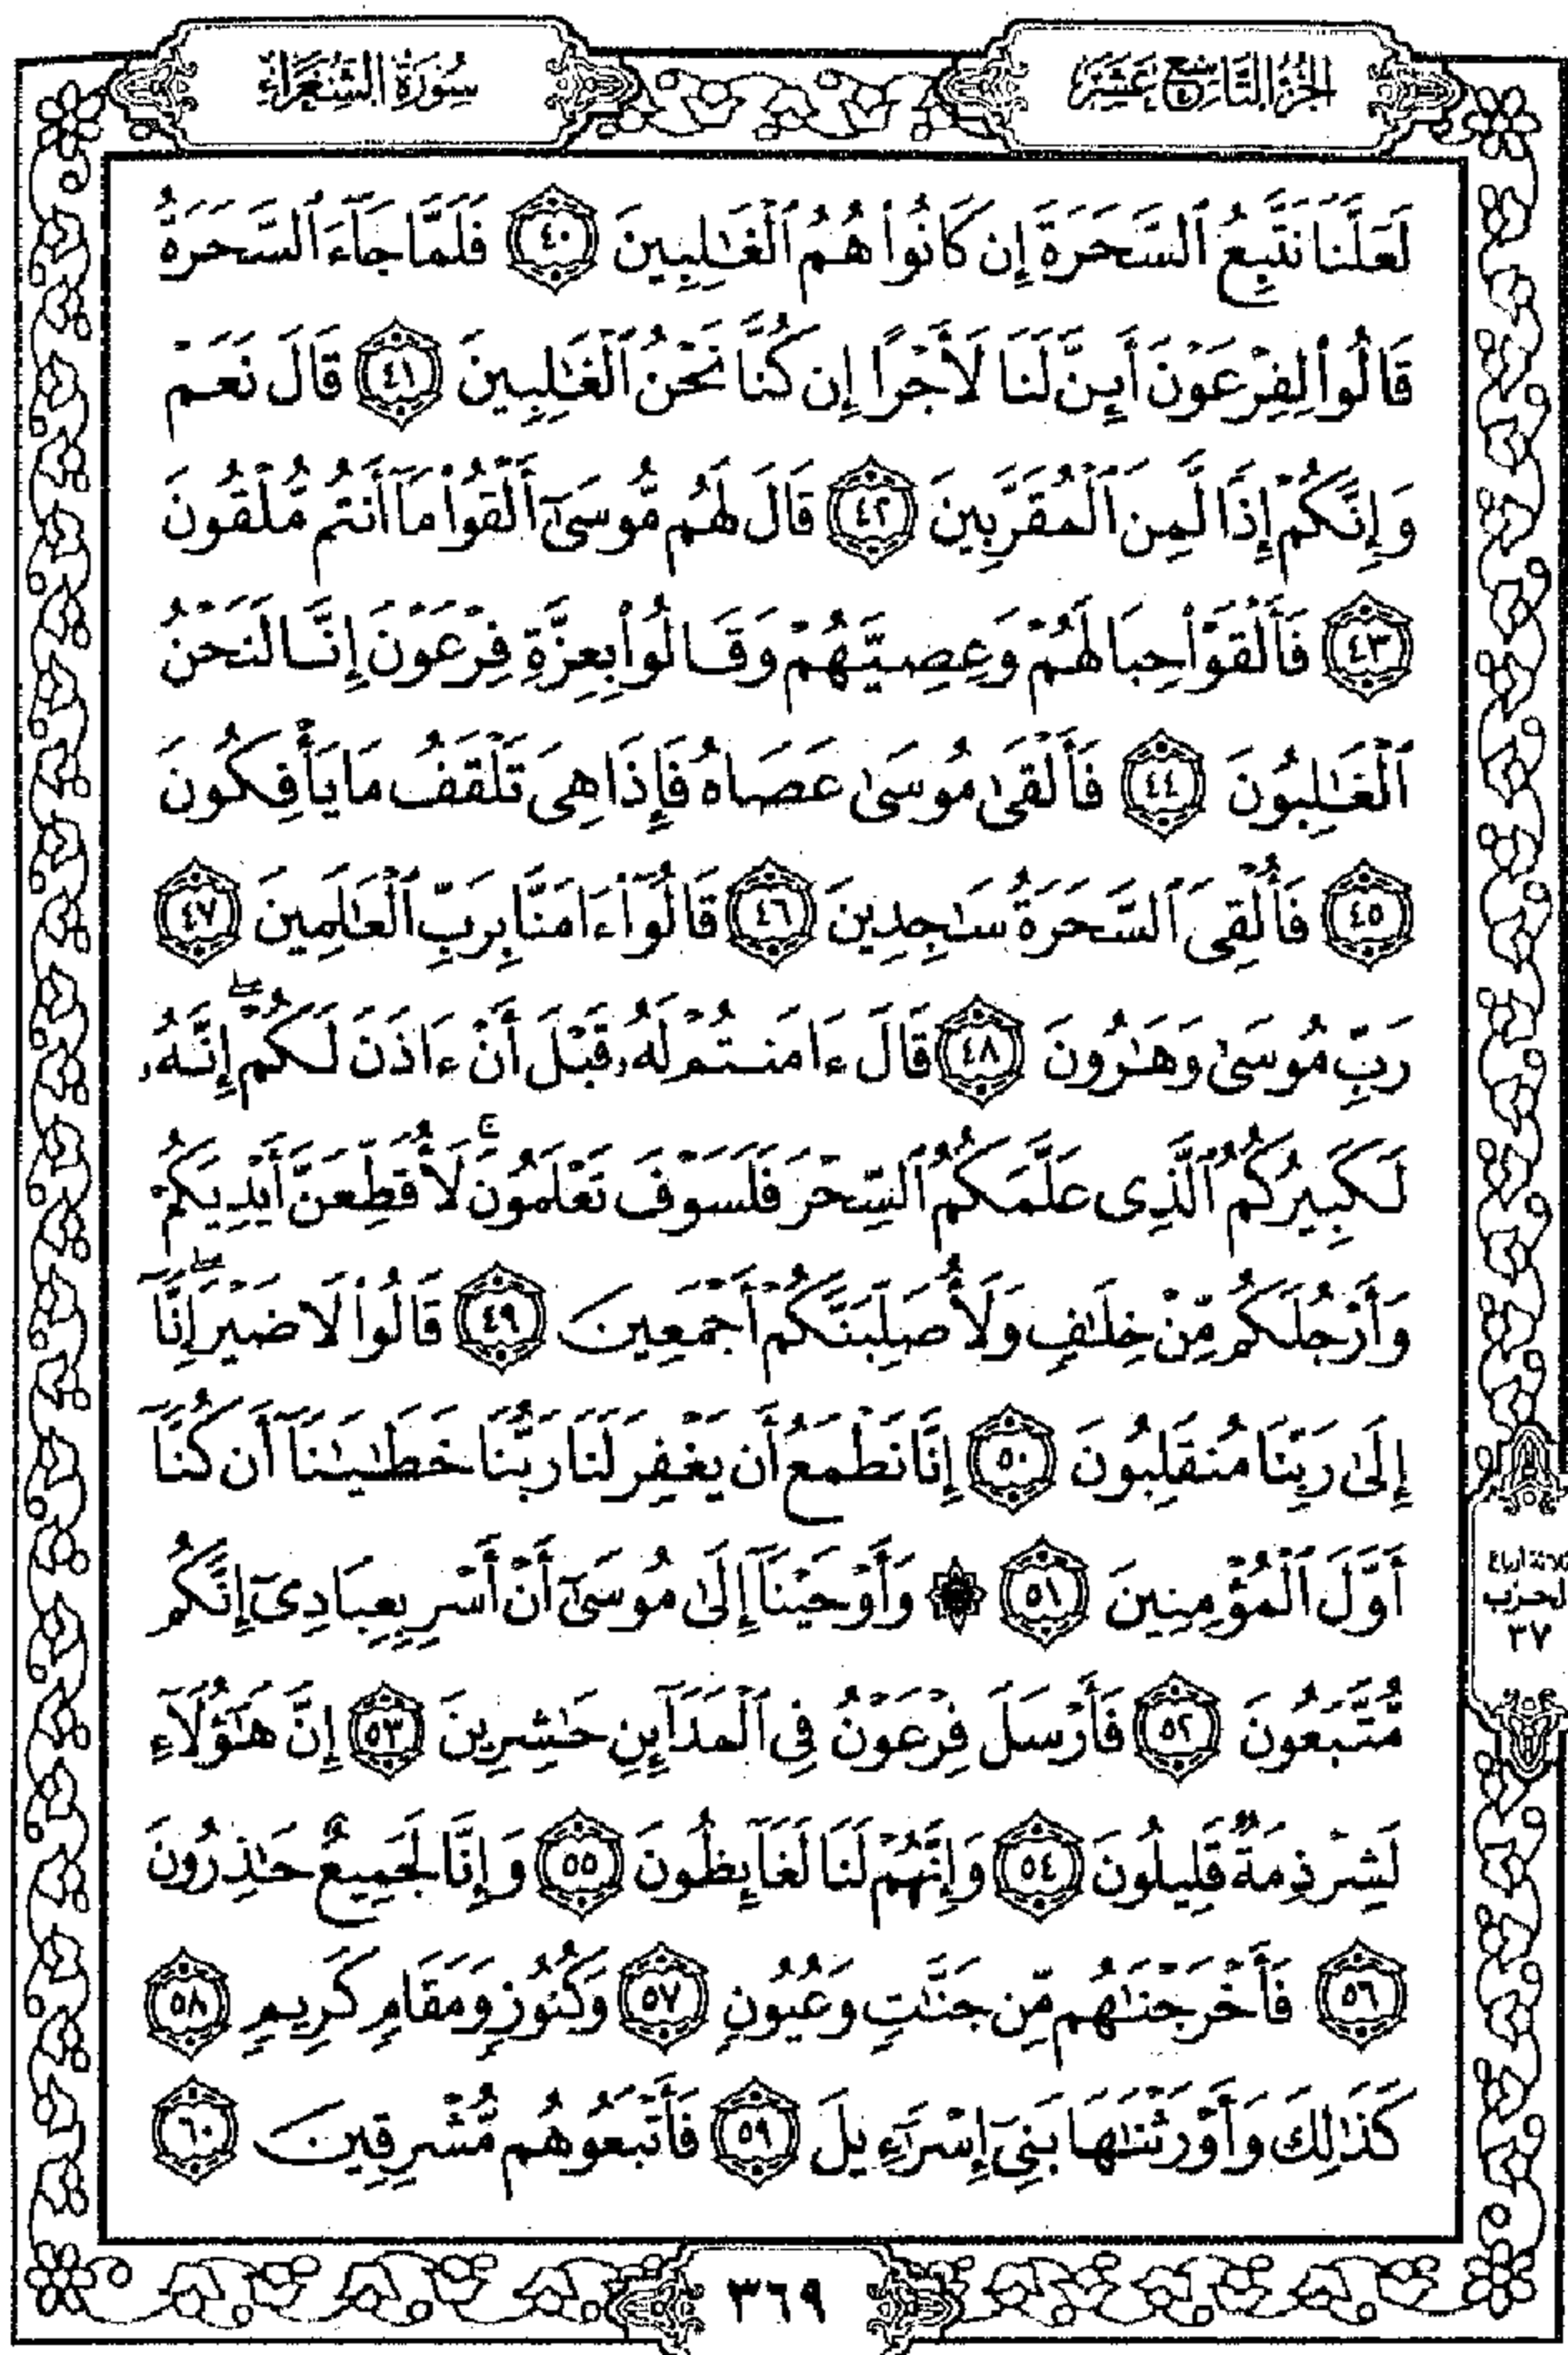 الجزء التاسع عشر
سورة الشعراء
لَعَلَّنَا نَتَّبِعُ ٱلسَّحَرَةَ إِن كَانُوا۟ هُمُ ٱلْغَـٰلِبِينَ ﴿٤٠﴾ فَلَمَّا جَآءَ ٱلسَّحَرَةُ
قَالُوا۟ لِفِرْعَوْنَ أَئِنَّ لَنَا لَأَجْرًا إِن كُنَّا نَحْنُ ٱلْغَـٰلِبِينَ ﴿٤١﴾ قَالَ نَعَمْ
وَإِنَّكُمْ إِذًا لَّمِنَ ٱلْمُقَرَّبِينَ ﴿٤٢﴾ قَالَ لَهُم مُّوسَىٰٓ أَلْقُوا۟ مَآ أَنتُم مُّلْقُونَ
﴿٤٣﴾ فَأَلْقَوْا۟ حِبَالَهُمْ وَعِصِيَّهُمْ وَقَالُوا۟ بِعِزَّةِ فِرْعَوْنَ إِنَّا لَنَحْنُ
ٱلْغَـٰلِبُونَ ﴿٤٤﴾ فَأَلْقَىٰ مُوسَىٰ عَصَاهُ فَإِذَا هِىَ تَلْقَفُ مَا يَأْفِكُونَ
﴿٤٥﴾ فَأُلْقِىَ ٱلسَّحَرَةُ سَـٰجِدِينَ ﴿٤٦﴾ قَالُوٓا۟ ءَامَنَّا بِرَبِّ ٱلْعَـٰلَمِينَ ﴿٤٧﴾
رَبِّ مُوسَىٰ وَهَـٰرُونَ ﴿٤٨﴾ قَالَ ءَامَنتُمْ لَهُۥ قَبْلَ أَنْ ءَاذَنَ لَكُمْ ۖ إِنَّهُۥ
لَكَبِيرُكُمُ ٱلَّذِى عَلَّمَكُمُ ٱلسِّحْرَ فَلَسَوْفَ تَعْلَمُونَ ۚ لَأُقَطِّعَنَّ أَيْدِيَكُمْ
وَأَرْجُلَكُم مِّنْ خِلَـٰفٍ وَلَأُصَلِّبَنَّكُمْ أَجْمَعِينَ ﴿٤٩﴾ قَالُوا۟ لَا ضَيْرَ ۖ إِنَّآ
إِلَىٰ رَبِّنَا مُنقَلِبُونَ ﴿٥٠﴾ إِنَّا نَطْمَعُ أَن يَغْفِرَ لَنَا رَبُّنَا خَطَـٰيَـٰنَآ أَن كُنَّآ
أَوَّلَ ٱلْمُؤْمِنِينَ ﴿٥١﴾ ۞ وَأَوْحَيْنَآ إِلَىٰ مُوسَىٰٓ أَنْ أَسْرِ بِعِبَادِىٓ إِنَّكُم
مُّتَّبَعُونَ ﴿٥٢﴾ فَأَرْسَلَ فِرْعَوْنُ فِى ٱلْمَدَآئِنِ حَـٰشِرِينَ ﴿٥٣﴾ إِنَّ هَـٰٓؤُلَآءِ
لَشِرْذِمَةٌ قَلِيلُونَ ﴿٥٤﴾ وَإِنَّهُمْ لَنَا لَغَآئِظُونَ ﴿٥٥﴾ وَإِنَّا لَجَمِيعٌ حَـٰذِرُونَ
﴿٥٦﴾ فَأَخْرَجْنَـٰهُم مِّن جَنَّـٰتٍ وَعُيُونٍ ﴿٥٧﴾ وَكُنُوزٍ وَمَقَامٍ كَرِيمٍ ﴿٥٨﴾
كَذَٰلِكَ وَأَوْرَثْنَـٰهَا بَنِىٓ إِسْرَٰٓءِيلَ ﴿٥٩﴾ فَأَتْبَعُوهُم مُّشْرِقِينَ ﴿٦٠﴾
ثلاثة أرباع
الحزب
٣٧
٣٦٩